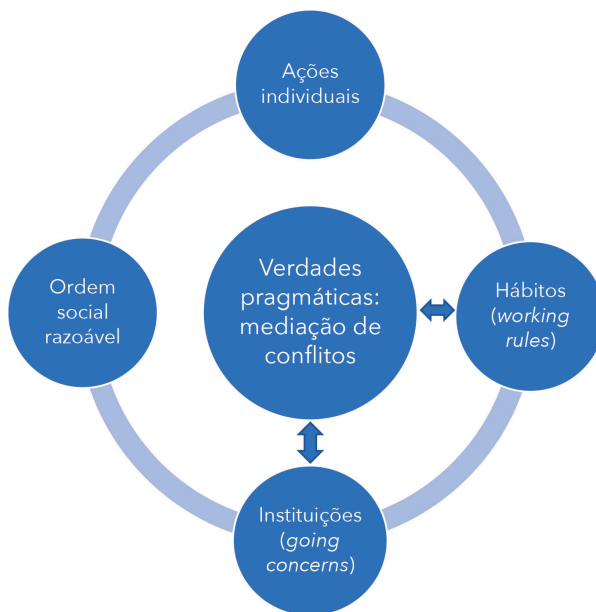 Ações
individuais
Ordem
social
razoável
Verdades
pragmáticas:
mediação de
conflitos
Hábitos
(working
rules)
Instituições
(going
concerns)